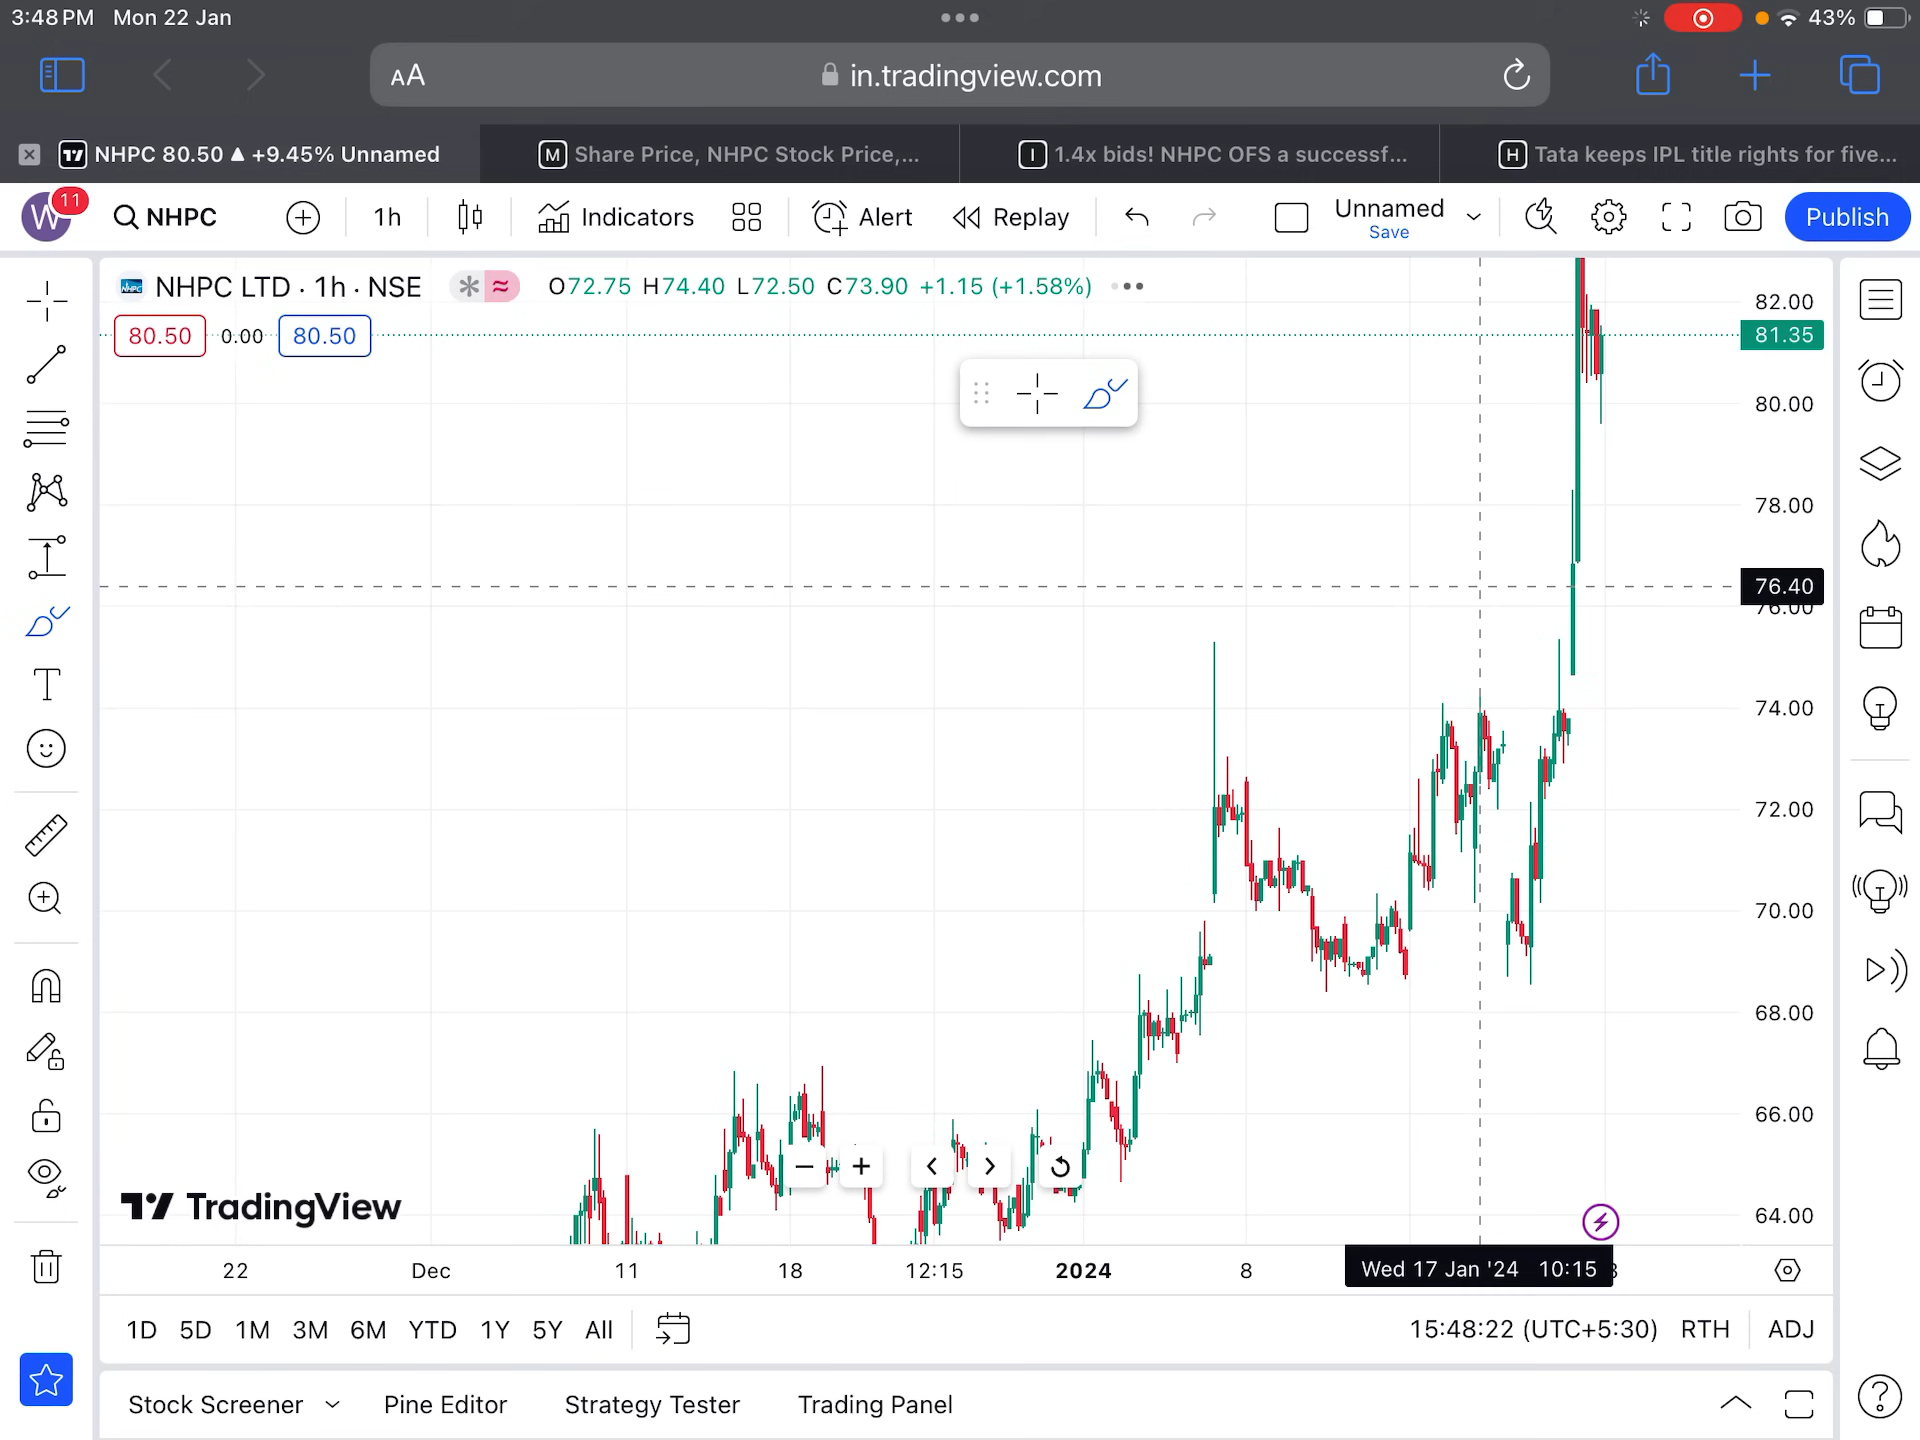 3:48 PM Mon 22 Jan
43%
AA in.tradingview.com
NHPC 80.50 ▲ +9.45% Unnamed
M Share Price, NHPC Stock Price,...
I 1.4x bids! NHPC OFS a successf...
H Tata keeps IPL title rights for five...
W 11 NHPC 1h Indicators Alert Replay Unnamed Save Publish
NHPC LTD · 1h · NSE O72.75 H74.40 L72.50 C73.90 +1.15 (+1.58%)
80.50 0.00 80.50
82.00
81.35
80.00
78.00
76.40
76.00
74.00
72.00
70.00
68.00
66.00
64.00
TradingView
22 Dec 11 18 12:15 2024 8 Wed 17 Jan '24 10:15
1D 5D 1M 3M 6M YTD 1Y 5Y All 15:48:22 (UTC+5:30) RTH ADJ
Stock Screener Pine Editor Strategy Tester Trading Panel